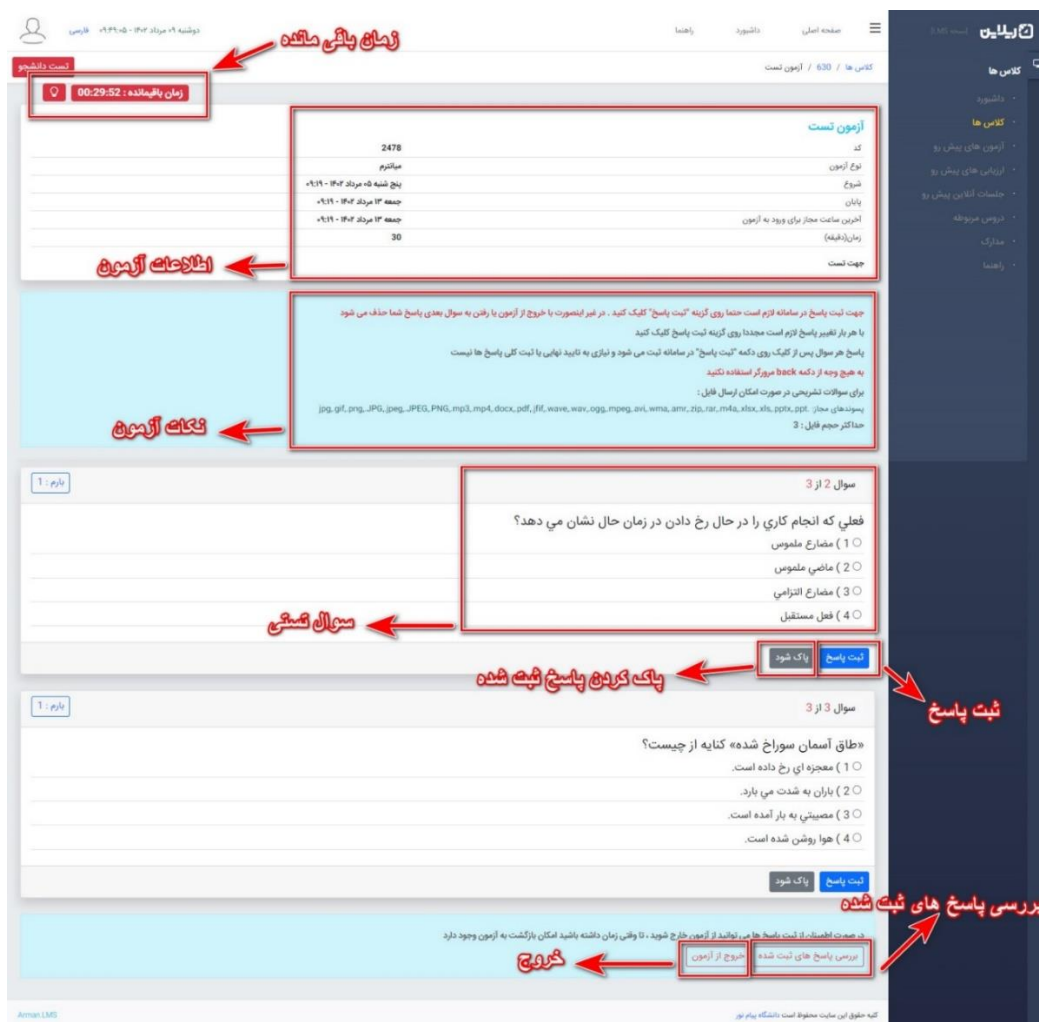 دوشنبه ۰۹ مرداد ۱۴۰۲ - ۰۹:۴۹:۰۵
فارسی
راهنما
داشبورد
صفحه اصلی
ریلاین
تست LMS
زمان باقی مانده
تست دانشجو
کلاس ها / 630 / آزمون تست
کلاس ها
زمان باقیمانده : 00:29:52
داشبورد
کلاس ها
آزمون های پیش رو
ارزیابی های پیش رو
جلسات آنلاین پیش رو
دروس مربوطه
مدارک
راهنما
آزمون تست
کد 2478
نوع آزمون میانترم
شروع پنج شنبه ۰۵ مرداد ۱۴۰۲ - ۰۹:۱۹
پایان جمعه ۱۳ مرداد ۱۴۰۲ - ۰۹:۱۹
آخرین ساعت مجاز برای ورود به آزمون جمعه ۱۳ مرداد ۱۴۰۲ - ۰۹:۱۹
زمان(دقیقه) 30
جهت تست
اطلاعات آزمون
جهت ثبت پاسخ در سامانه لازم است حتما روی گزینه "ثبت پاسخ" کلیک کنید . در غیر اینصورت با خروج از آزمون یا رفتن به سوال بعدی پاسخ شما حذف می شود
با هر بار تغییر پاسخ لازم است مجددا روی گزینه ثبت پاسخ کلیک کنید
پاسخ هر سوال پس از کلیک روی دکمه "ثبت پاسخ" در سامانه ثبت می شود و نیازی به تایید نهایی یا ثبت کلی پاسخ ها نیست
به هیچ وجه از دکمه back مرورگر استفاده نکنید
برای سوالات تشریحی در صورت امکان ارسال فایل :
پسوندهای مجاز: jpg, gif, png, JPG, jpeg, JPEG, PNG, mp3, mp4, docx, pdf, jfif, wave, wav, ogg, mpeg, avi, wma, amr, zip, rar, m4a, xlsx, xls, pptx, ppt.
حداکثر حجم فایل : 3
نکات آزمون
سوال 2 از 3
بارم : 1
فعلي که انجام کاري را در حال رخ دادن در زمان حال نشان مي دهد؟
1 ) مضارع ملموس
2 ) ماضي ملموس
3 ) مضارع التزامي
4 ) فعل مستقبل
سوال تستی
ثبت پاسخ
پاک شود
پاک کردن پاسخ ثبت شده
ثبت پاسخ
سوال 3 از 3
بارم : 1
«طاق آسمان سوراخ شده» کنایه از چیست؟
1 ) معجزه اي رخ داده است.
2 ) باران به شدت مي بارد.
3 ) مصيبتي به بار آمده است.
4 ) هوا روشن شده است.
ثبت پاسخ
پاک شود
بررسی پاسخ های ثبت شده
در صورت اطمینان از ثبت پاسخ ها می توانید از آزمون خارج شوید ، تا وقتی زمان داشته باشید امکان بازگشت به آزمون وجود دارد
بررسی پاسخ های ثبت شده
خروج از آزمون
خروج
کلیه حقوق این سایت محفوظ است دانشگاه پیام نور
Arman LMS